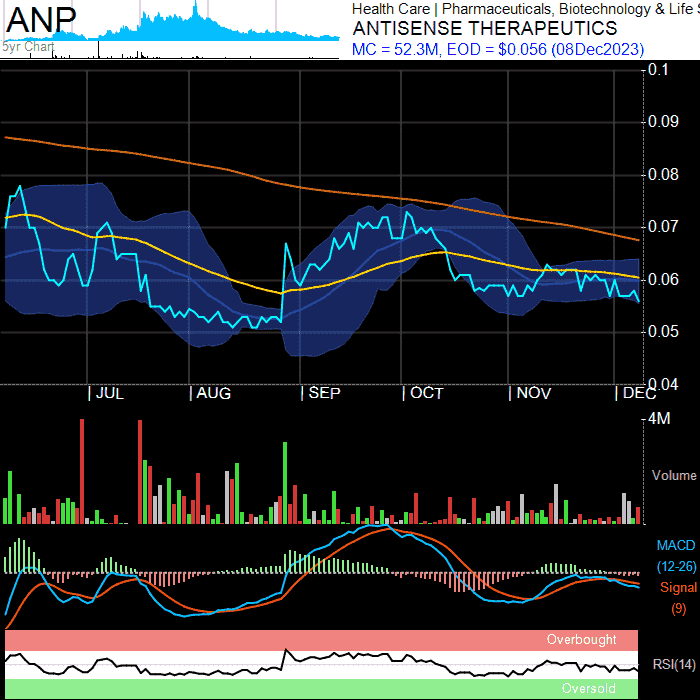 ANP
5yr Chart
Health Care | Pharmaceuticals, Biotechnology & Life S
ANTISENSE THERAPEUTICS
MC = 52.3M, EOD = $0.056 (08Dec2023)
0.1
0.09
0.08
0.07
0.06
0.05
0.04
| JUL | AUG | SEP | OCT | NOV | DEC
4M
Volume
MACD
(12-26)
Signal
(9)
Overbought
RSI(14)
Oversold